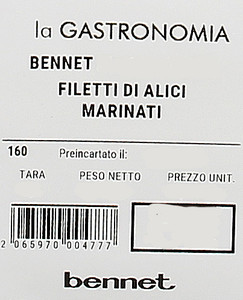 la GASTRONOMIA
BENNET
FILETTI DI ALICI
MARINATI
160 Preincartato il:
TARA PESO NETTO PREZZO UNIT.
2 065970 004777
bennet